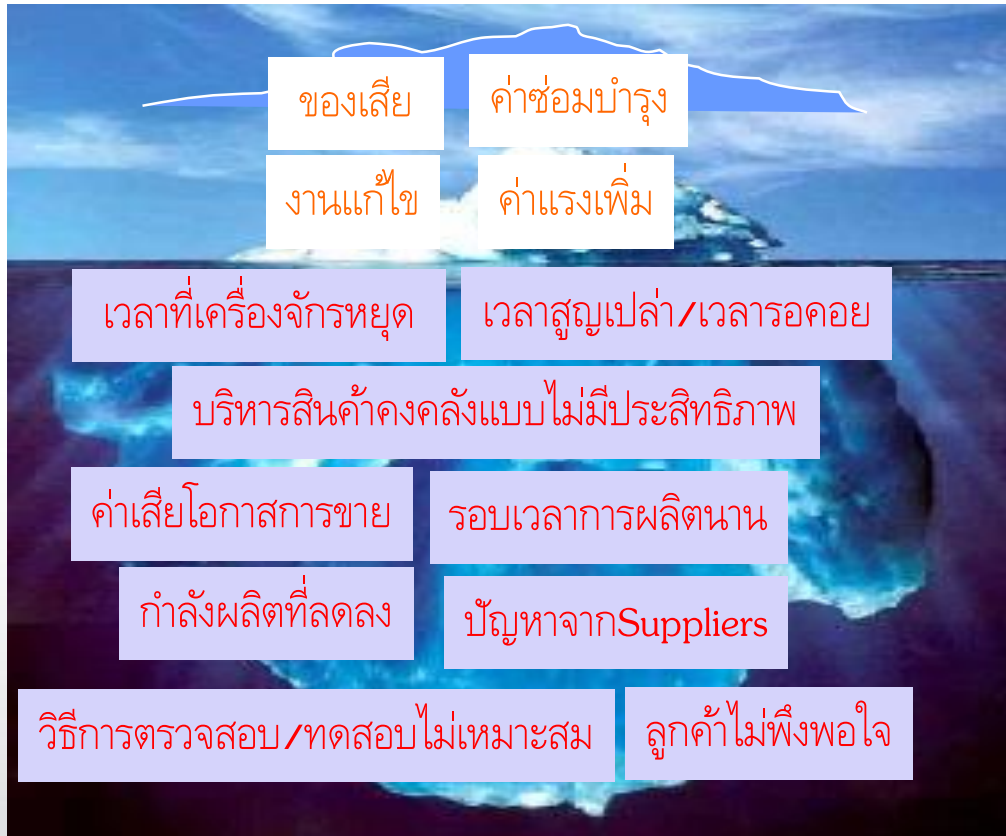 ของเสีย
ค่าซ่อมบำรุง
งานแก้ไข
ค่าแรงเพิ่ม
เวลาที่เครื่องจักรหยุด
เวลาสูญเปล่า/เวลารอคอย
บริหารสินค้าคงคลังแบบไม่มีประสิทธิภาพ
ค่าเสียโอกาสการขาย
รอบเวลาการผลิตนาน
กำลังผลิตที่ลดลง
ปัญหาจากSuppliers
วิธีการตรวจสอบ/ทดสอบไม่เหมาะสม
ลูกค้าไม่พึงพอใจ